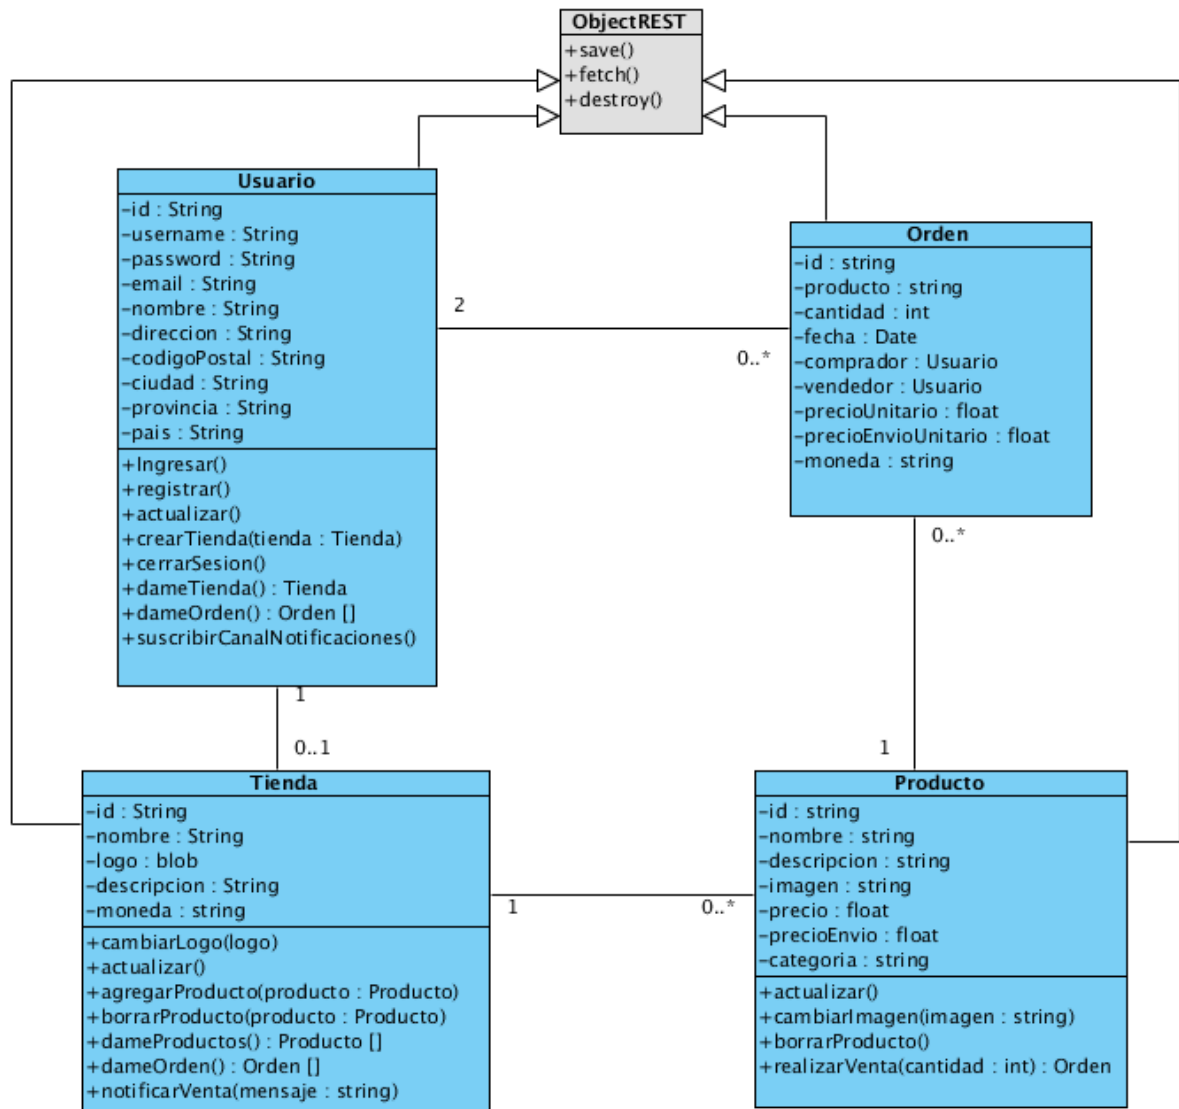 ObjectREST
+save()
+fetch()
+destroy()
Usuario
-id : String
-username : String
-password : String
-email : String
-nombre : String
-direccion : String
-codigoPostal : String
-ciudad : String
-provincia : String
-pais : String
+Ingresar()
+registrar()
+actualizar()
+crearTienda(tienda : Tienda)
+cerrarSesion()
+dameTienda() : Tienda
+dameOrden() : Orden []
+suscribirCanalNotificaciones()
2
0..*
Orden
-id : string
-producto : string
-cantidad : int
-fecha : Date
-comprador : Usuario
-vendedor : Usuario
-precioUnitario : float
-precioEnvioUnitario : float
-moneda : string
0..*
1
1
0..1
Tienda
-id : String
-nombre : String
-logo : blob
-descripcion : String
-moneda : string
+cambiarLogo(logo)
+actualizar()
+agregarProducto(producto : Producto)
+borrarProducto(producto : Producto)
+dameProductos() : Producto []
+dameOrden() : Orden []
+notificarVenta(mensaje : string)
1
0..*
Producto
-id : string
-nombre : string
-descripcion : string
-imagen : string
-precio : float
-precioEnvio : float
-categoria : string
+actualizar()
+cambiarImagen(imagen : string)
+borrarProducto()
+realizarVenta(cantidad : int) : Orden